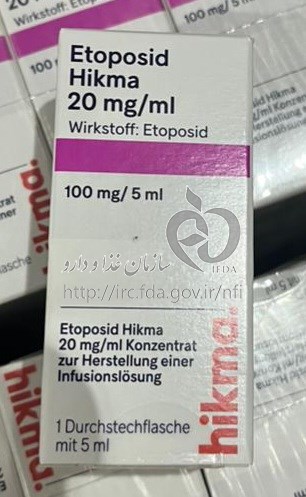 Etoposid
Hikma
20 mg/ml
Wirkstoff: Etoposid
100 mg/ 5 ml
سازمان غذا و دارو
IFDA
http://irc.fda.gov.ir/nfi
Etoposid Hikma
20 mg/ml Konzentrat
zur Herstellung einer
Infusionslösung
1 Durchstechflasche
mit 5 ml
hikma.